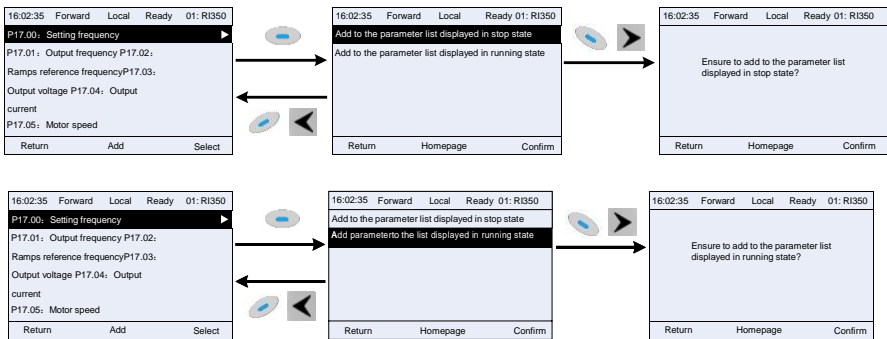 16:02:35 Forward Local Ready 01: RI350
P17.00：Setting frequency
P17.01：Output frequency P17.02：
Ramps reference frequencyP17.03：
Output voltage P17.04：Output
current
P17.05：Motor speed
Return Add Select
16:02:35 Forward Local Ready 01: RI350
Add to the parameter list displayed in stop state
Add to the parameter list displayed in running state
Return Homepage Confirm
16:02:35 Forward Local Ready 01: RI350
Ensure to add to the parameter list
displayed in stop state?
Return Homepage Confirm
16:02:35 Forward Local Ready 01: RI350
P17.00：Setting frequency
P17.01：Output frequency P17.02：
Ramps reference frequencyP17.03：
Output voltage P17.04：Output
current
P17.05：Motor speed
Return Add Select
16:02:35 Forward Local Ready 01: RI350
Add to the parameter list displayed in stop state
Add parameterto the list displayed in running state
Return Homepage Confirm
16:02:35 Forward Local Ready 01: RI350
Ensure to add to the parameter list
displayed in running state?
Return Homepage Confirm